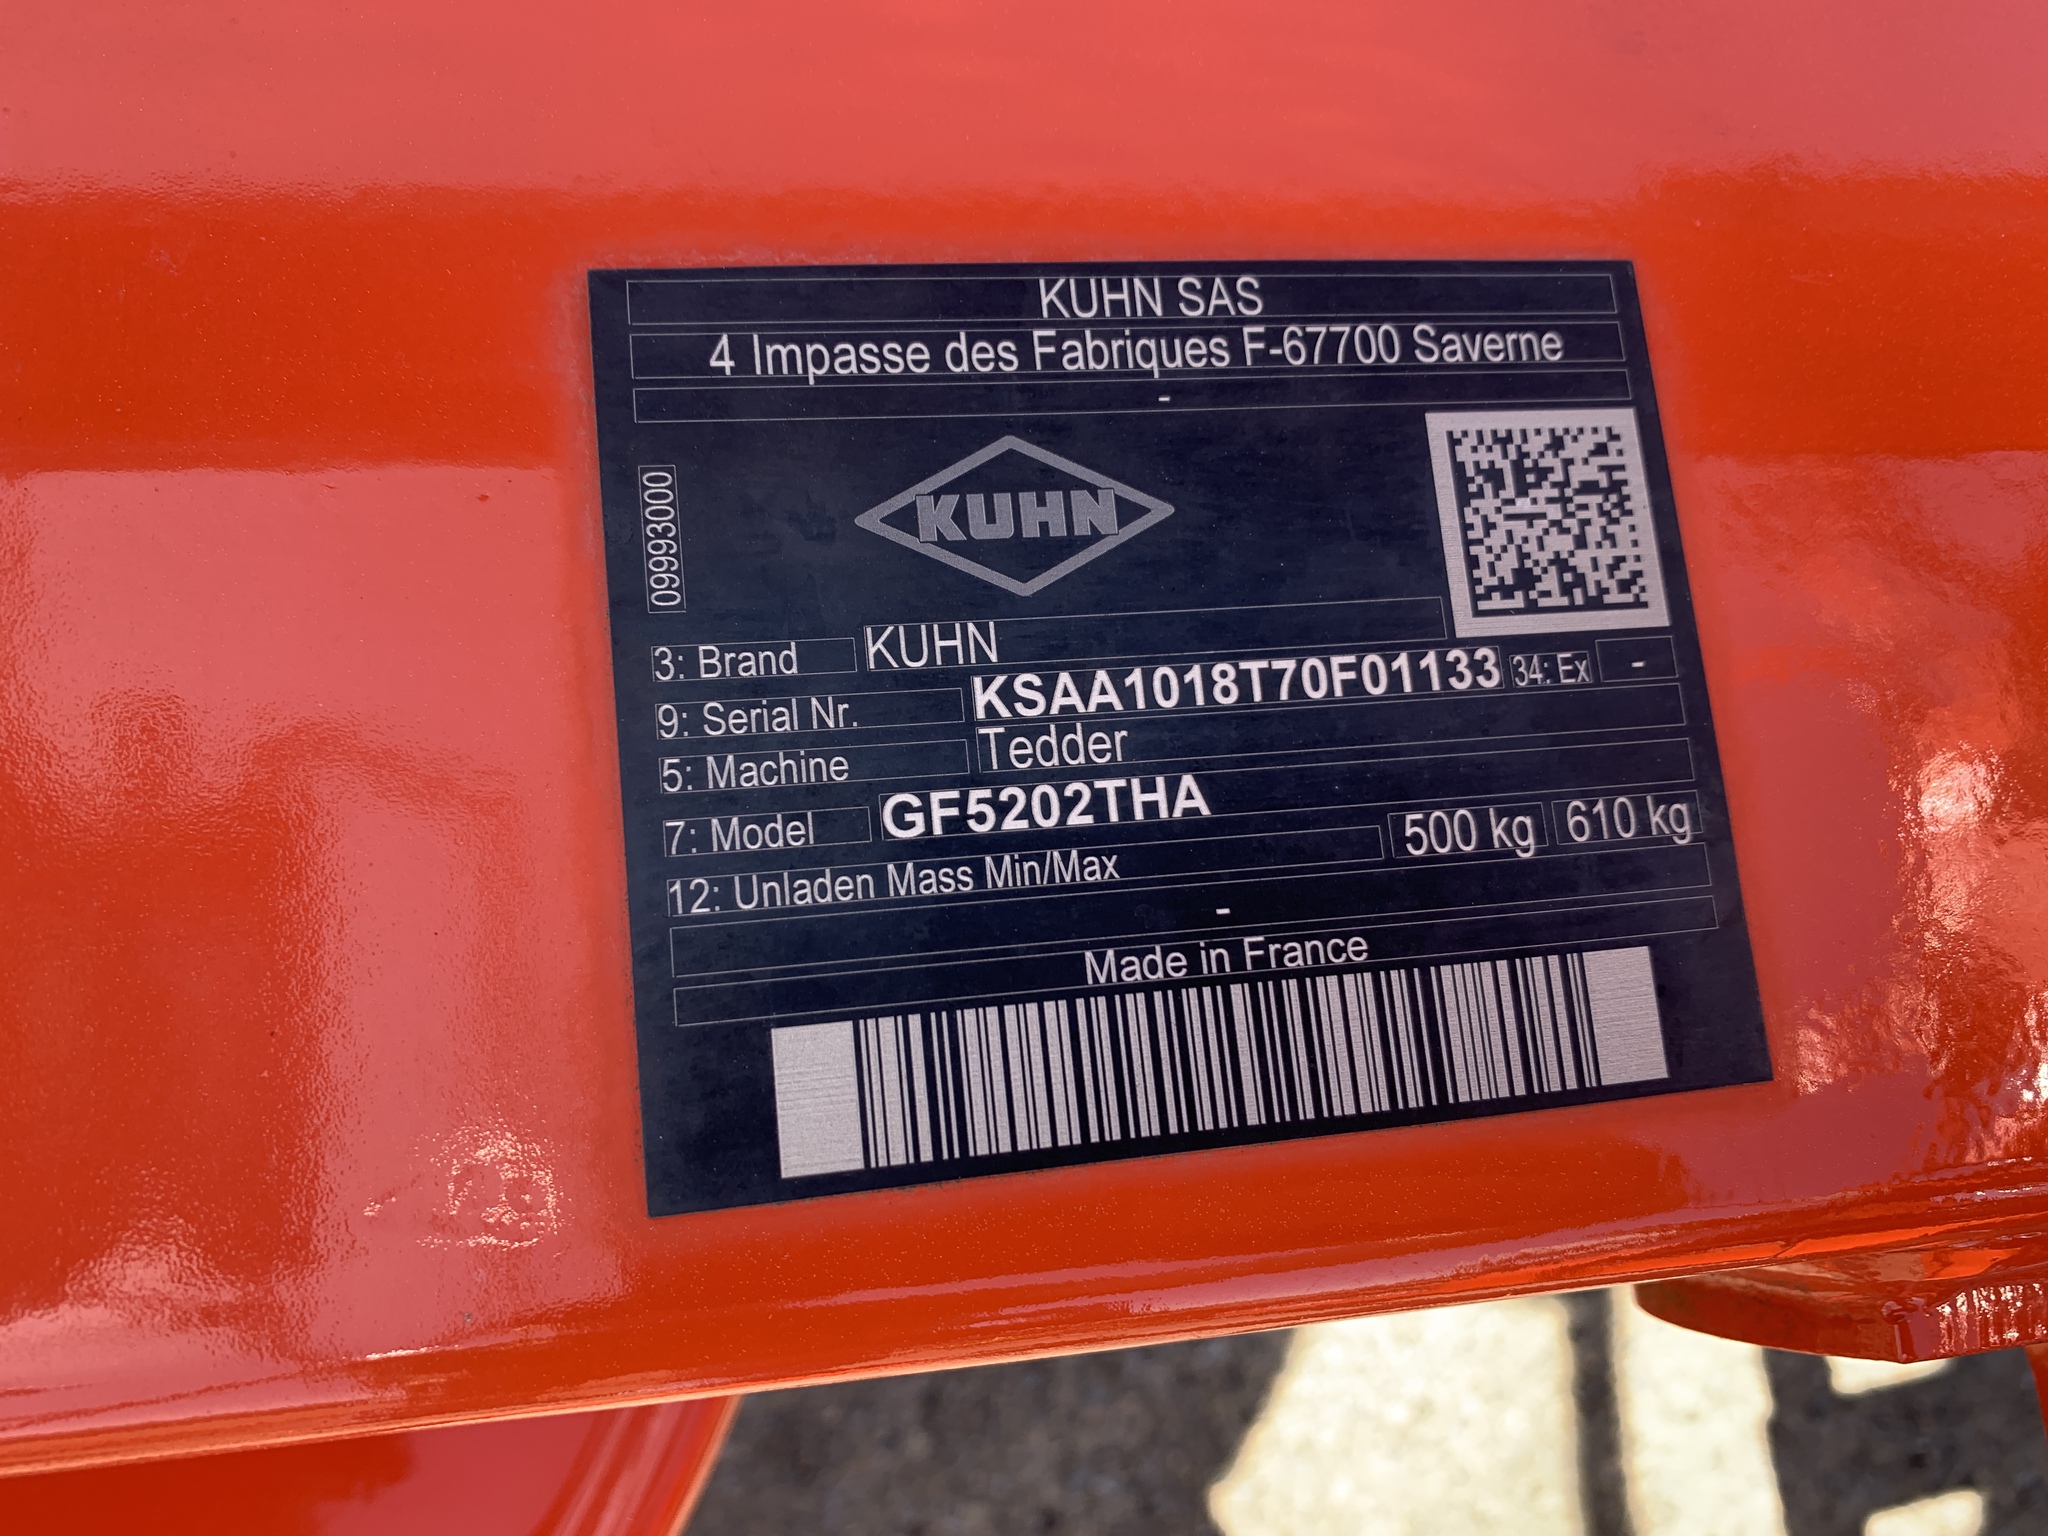 KUHN SAS
4 Impasse des Fabriques F-67700 Saverne
-
09993000
KUHN
3: Brand KUHN
9: Serial Nr. KSAA1018T70F01133 34: Ex -
5: Machine Tedder
7: Model GF5202THA
12: Unladen Mass Min/Max 500 kg 610 kg
-
Made in France